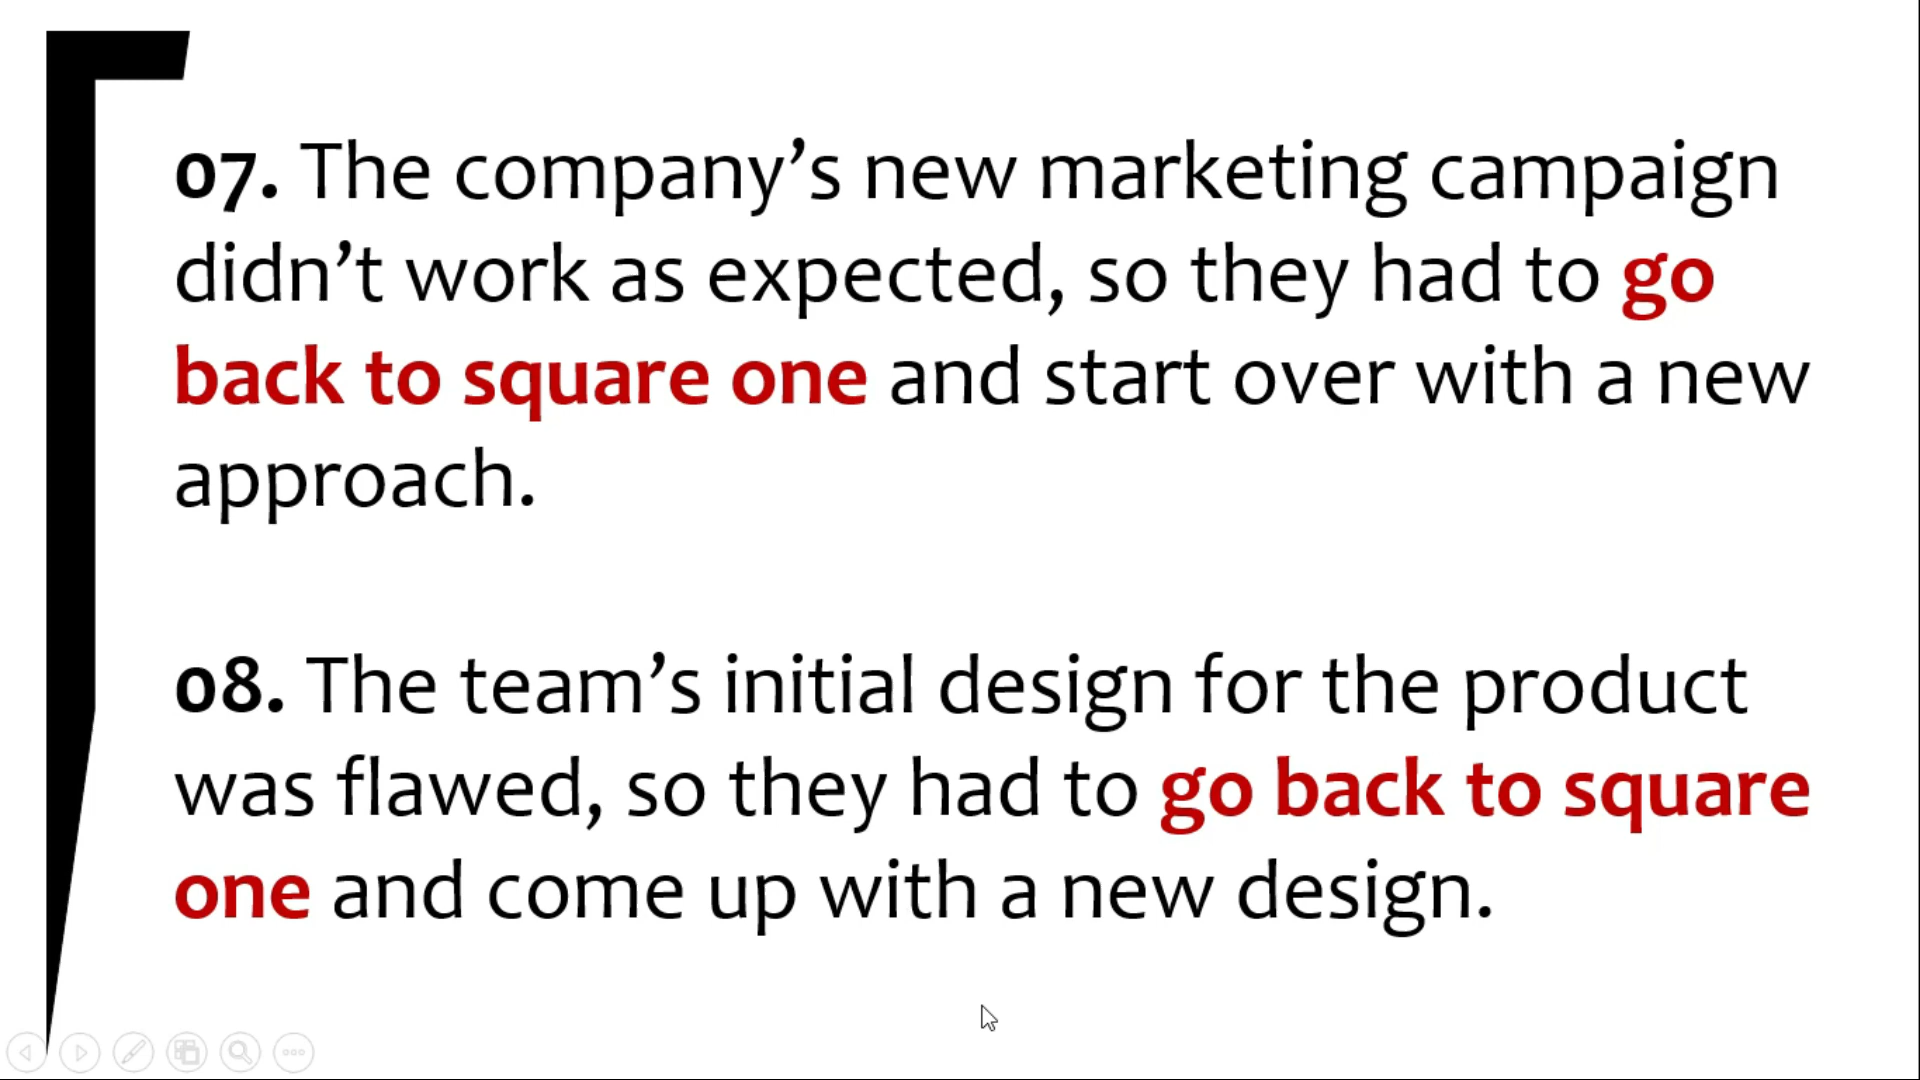 07. The company’s new marketing campaign
didn’t work as expected, so they had to go
back to square one and start over with a new
approach.
08. The team’s initial design for the product
was flawed, so they had to go back to square
one and come up with a new design.